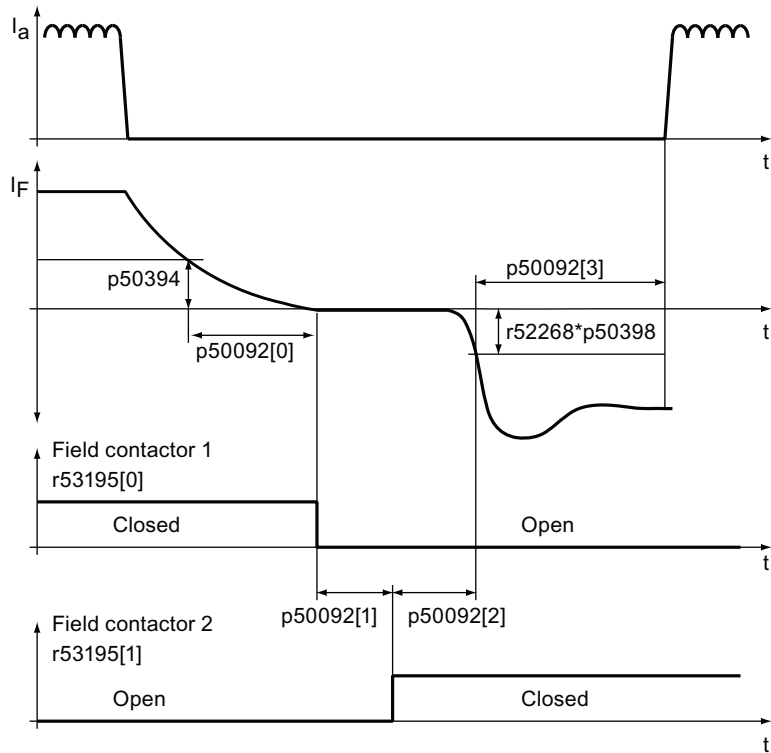 Ia
t
IF
p50394
p50092[0]
p50092[3]
r52268*p50398
t
Field contactor 1
r53195[0]
Closed
Open
t
p50092[1]
p50092[2]
Field contactor 2
r53195[1]
Open
Closed
t